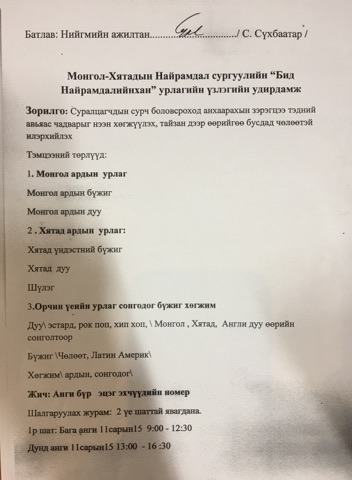 Батлав: Нийгмийн ажилтан........................../ С. Сүхбаатар /
Монгол-Хятадын Найрамдал сургуулийн “Бид
Найрамдалийнхан” урлагийн үзлэгийн удирдамж
Зорилго: Суралцагчдын сурч боловсроход анхаарахын зэрэгцээ тэдний
авьяас чадварыг нээн хөгжүүлэх, тайзан дээр өөрийгөө бусдад чөлөөтэй
илэрхийлэх
Тэмцээний төрлүүд:
1. Монгол ардын урлаг
Монгол ардын бүжиг
Монгол ардын дуу
2 . Хятад ардын урлаг:
Хятад үндэстний бүжиг
Хятад дуу
Шүлэг
3.Орчин үеийн урлаг сонгодог бүжиг хөгжим
Дуу\ эстард, рок поп, хип хоп, \ Монгол , Хятад, Англи дуу өөрийн
сонголтоор
Бүжиг \Чөлөөт, Латин Америк\
Хөгжим\ ардын, сонгодог\
Жич: Анги бүр эцэг эхчүүдийн номер
Шалгаруулах журам: 2 үе шаттай явагдана.
1р шат: Бага анги 11сарын15 9:00 - 12:30
Дунд анги 11сарын15 13:00 - 16 :30